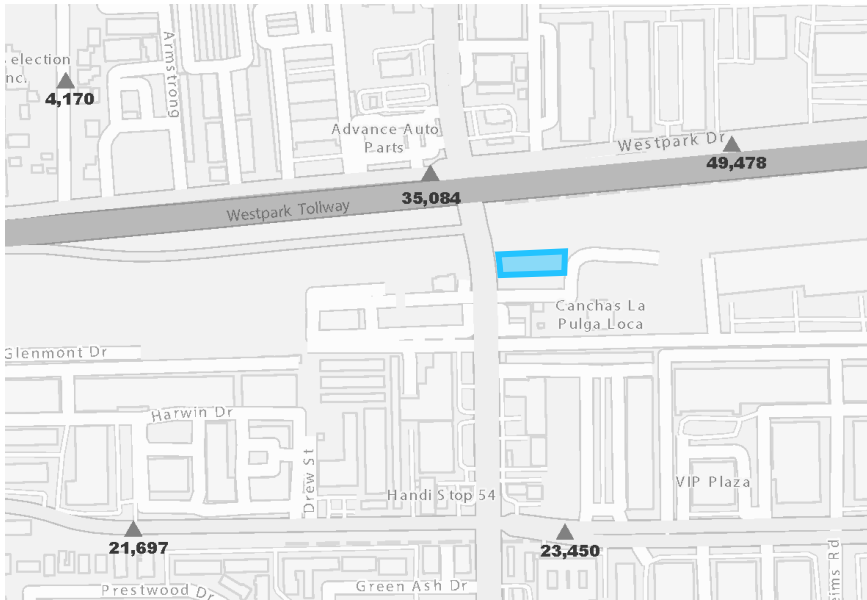 election
nc.
4,170
Armstrong
Advance Auto
Parts
Westpark Dr
49,478
35,084
Westpark Tollway
Canchas La
Pulga Loca
Glenmont Dr
Harwin Dr
Drew St
Handi Stop 54
VIP Plaza
21,697
23,450
Prestwood Dr
Green Ash Dr
eims Rd